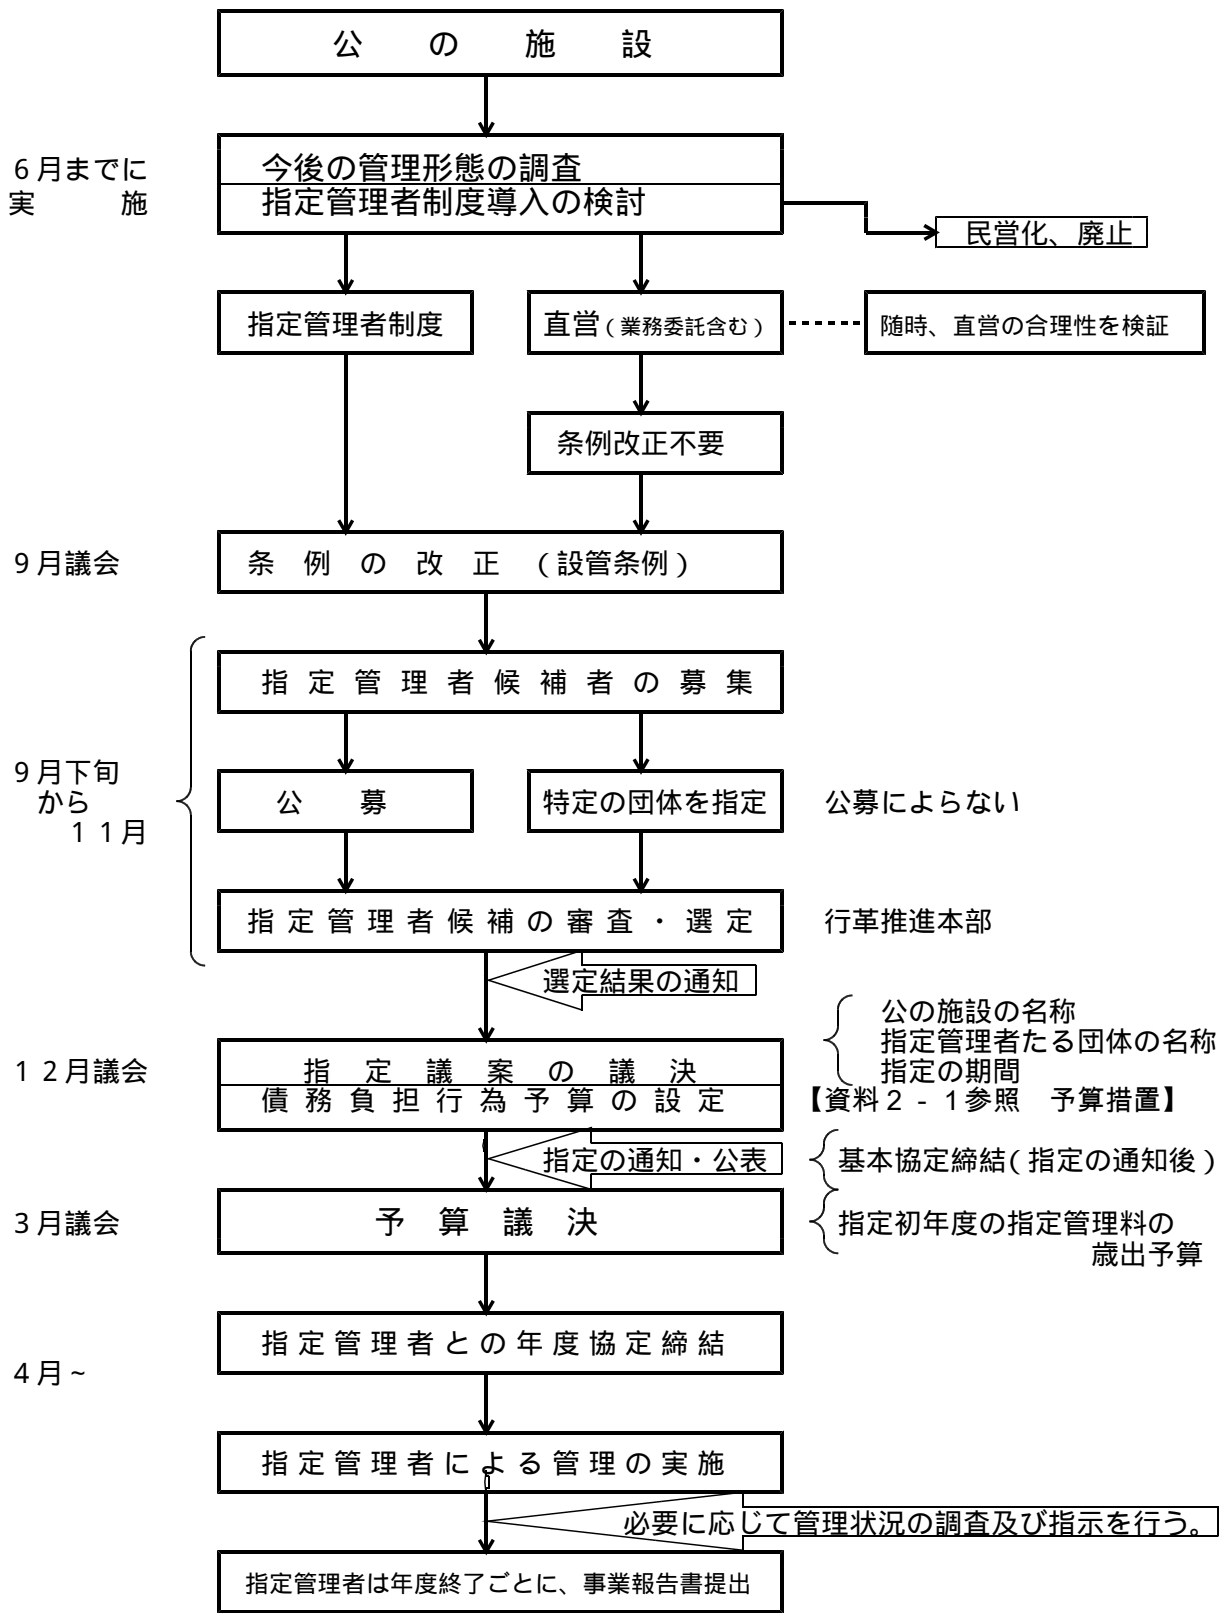 公の施設
6月までに
実施
今後の管理形態の調査
指定管理者制度導入の検討
民営化、廃止
指定管理者制度
直営(業務委託含む)
随時、直営の合理性を検証
条例改正不要
9月議会
条例の改正(設管条例)
指定管理者候補者の募集
9月下旬
から
11月
公募
特定の団体を指定
公募によらない
指定管理者候補の審査・選定
行革推進本部
選定結果の通知
公の施設の名称
指定管理者たる団体の名称
指定の期間
12月議会
指定議案の議決
債務負担行為予算の設定
【資料2-1参照 予算措置】
指定の通知・公表
基本協定締結(指定の通知後)
3月議会
予算議決
指定初年度の指定管理料の
歳出予算
指定管理者との年度協定締結
4月~
指定管理者による管理の実施
必要に応じて管理状況の調査及び指示を行う。
指定管理者は年度終了ごとに、事業報告書提出